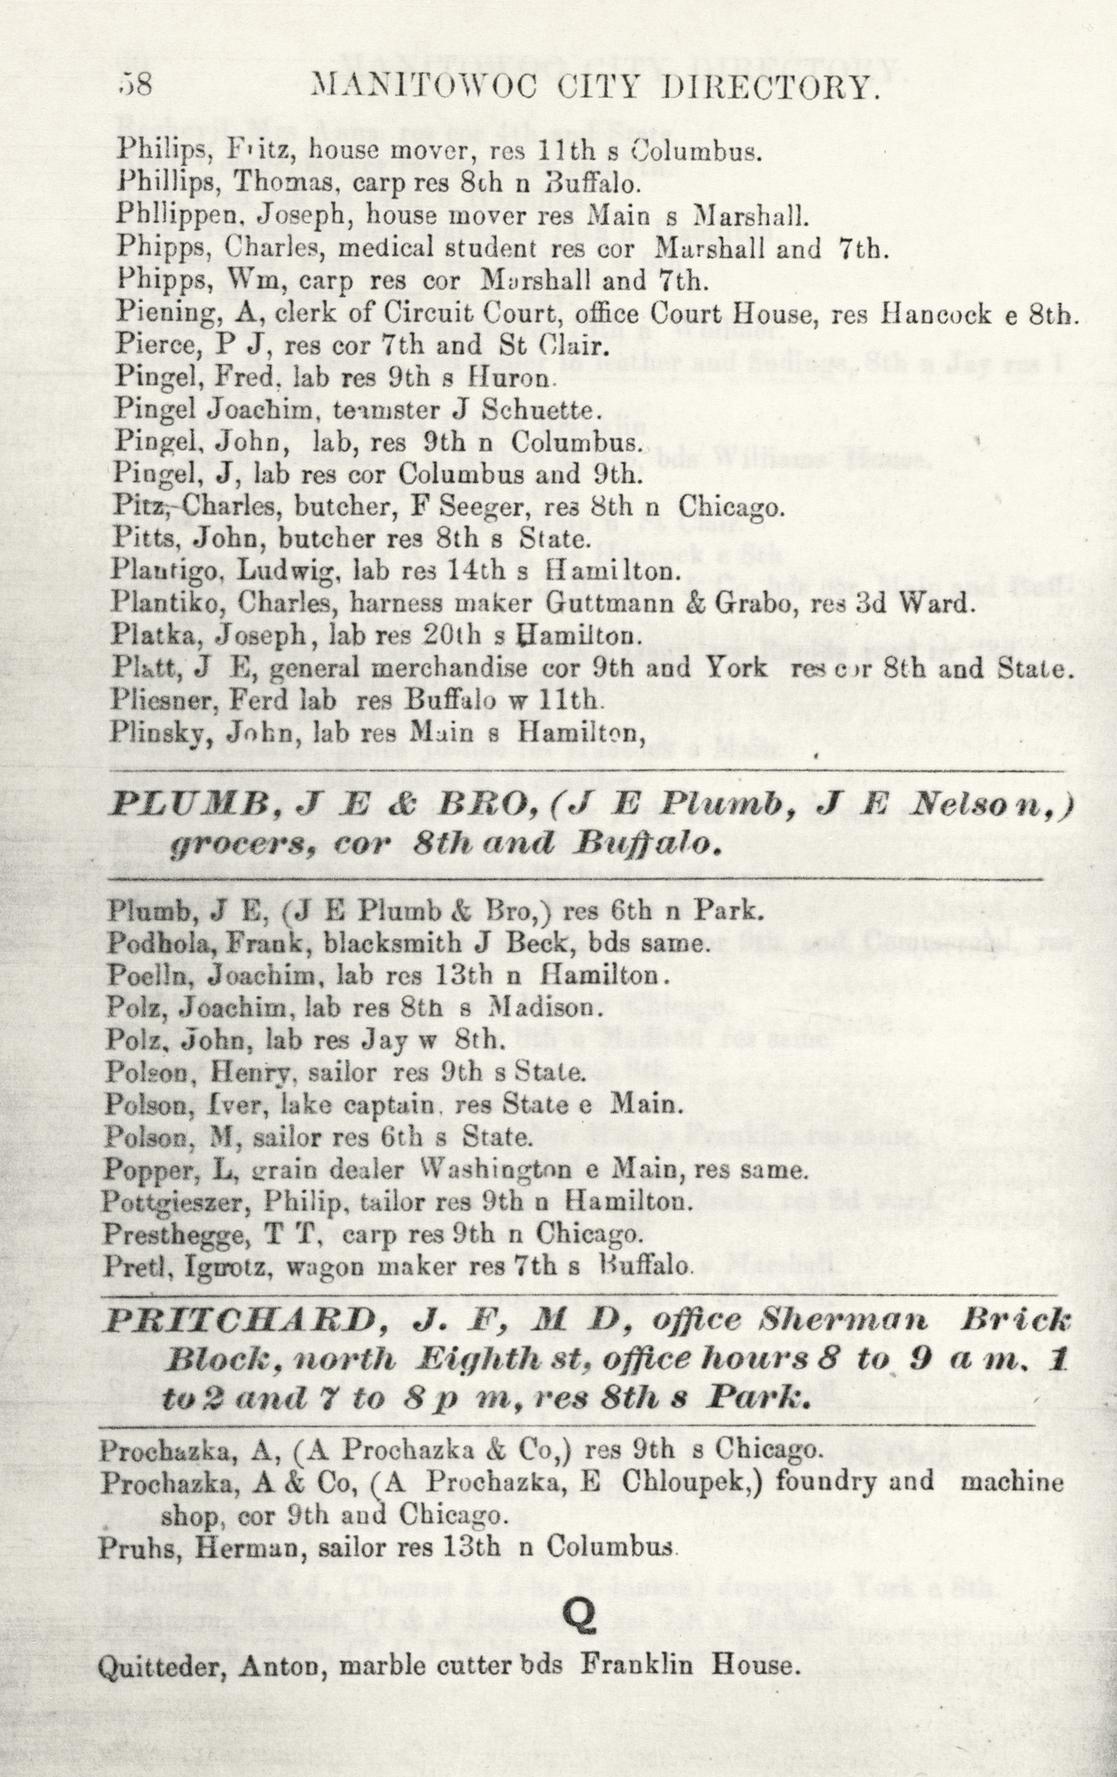 58 MANITOWOC CITY DIRECTORY.
Philips, Fritz, house mover, res 11th s Columbus.
Phillips, Thomas, carp res 8th n Buffalo.
Phllippen, Joseph, house mover res Main s Marshall.
Phipps, Charles, medical student res cor Marshall and 7th.
Phipps, Wm, carp res cor Marshall and 7th.
Piening, A, clerk of Circuit Court, office Court House, res Hancock e 8th.
Pierce, P J, res cor 7th and St Clair.
Pingel, Fred, lab res 9th s Huron.
Pingel Joachim, teamster J Schuette.
Pingel, John, lab, res 9th n Columbus.
Pingel, J, lab res cor Columbus and 9th.
Pitz, Charles, butcher, F Seeger, res 8th n Chicago.
Pitts, John, butcher res 8th s State.
Plautigo, Ludwig, lab res 14th s Hamilton.
Plantiko, Charles, harness maker Guttmann & Grabo, res 3d Ward.
Platka, Joseph, lab res 20th s Hamilton.
Platt, J E, general merchandise cor 9th and York res cor 8th and State.
Pliesner, Ferd lab res Buffalo w 11th.
Plinsky, John, lab res Main s Hamilton,
PLUMB, J E & BRO, (J E Plumb, J E Nelson,)
grocers, cor 8th and Buffalo.
Plumb, J E, (J E Plumb & Bro,) res 6th n Park.
Podhola, Frank, blacksmith J Beck, bds same.
Poelln, Joachim, lab res 13th n Hamilton.
Polz, Joachim, lab res 8th s Madison.
Polz, John, lab res Jay w 8th.
Polson, Henry, sailor res 9th s State.
Polson, Iver, lake captain, res State e Main.
Polson, M, sailor res 6th s State.
Popper, L, grain dealer Washington e Main, res same.
Pottgieszer, Philip, tailor res 9th n Hamilton.
Presthegge, T T, carp res 9th n Chicago.
Pretl, Ignotz, wagon maker res 7th s Buffalo.
PRITCHARD, J. F, M D, office Sherman Brick
Block, north Eighth st, office hours 8 to 9 a m, 1
to 2 and 7 to 8 p m, res 8th s Park.
Prochazka, A, (A Prochazka & Co,) res 9th s Chicago.
Prochazka, A & Co, (A Prochazka, E Chloupek,) foundry and machine
shop, cor 9th and Chicago.
Pruhs, Herman, sailor res 13th n Columbus.
Q
Quitteder, Anton, marble cutter bds Franklin House.